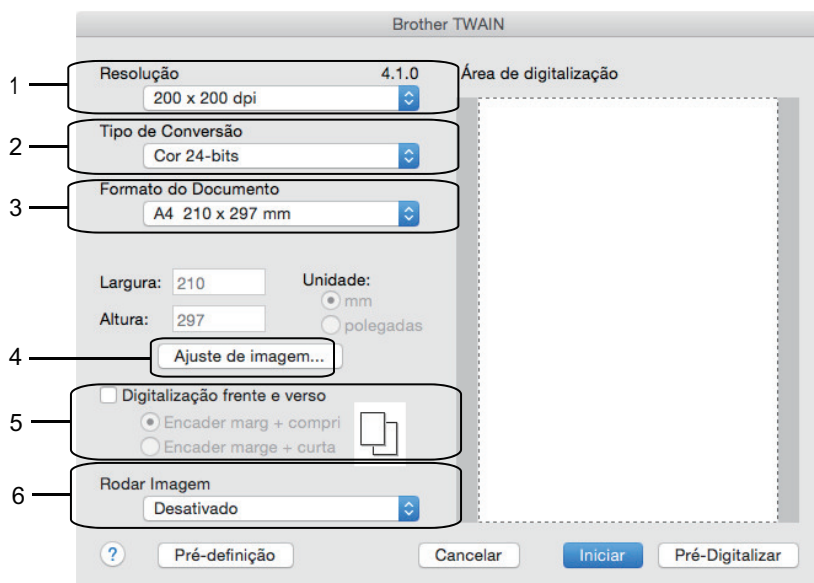 Brother TWAIN
1
Resolução 4.1.0
200 x 200 dpi
2
Tipo de Conversão
Cor 24-bits
3
Formato do Documento
A4 210 x 297 mm
Largura: 210
Unidade:
mm
Altura: 297
polegadas
4
Ajuste de imagem...
5
Digitalização frente e verso
Encader marg + compri
Encader marge + curta
6
Rodar Imagem
Desativado
Área de digitalização
?
Pré-definição
Cancelar
Iniciar
Pré-Digitalizar